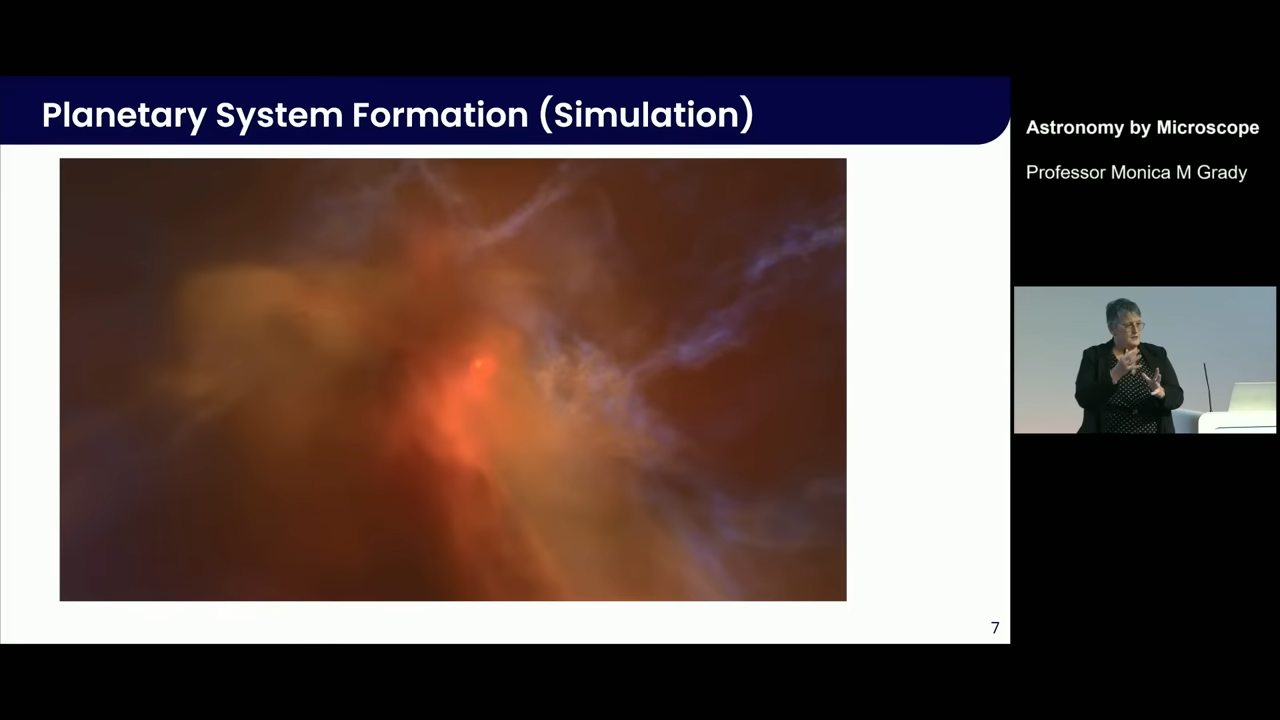 Planetary System Formation (Simulation)
Astronomy by Microscope
Professor Monica M Grady
7